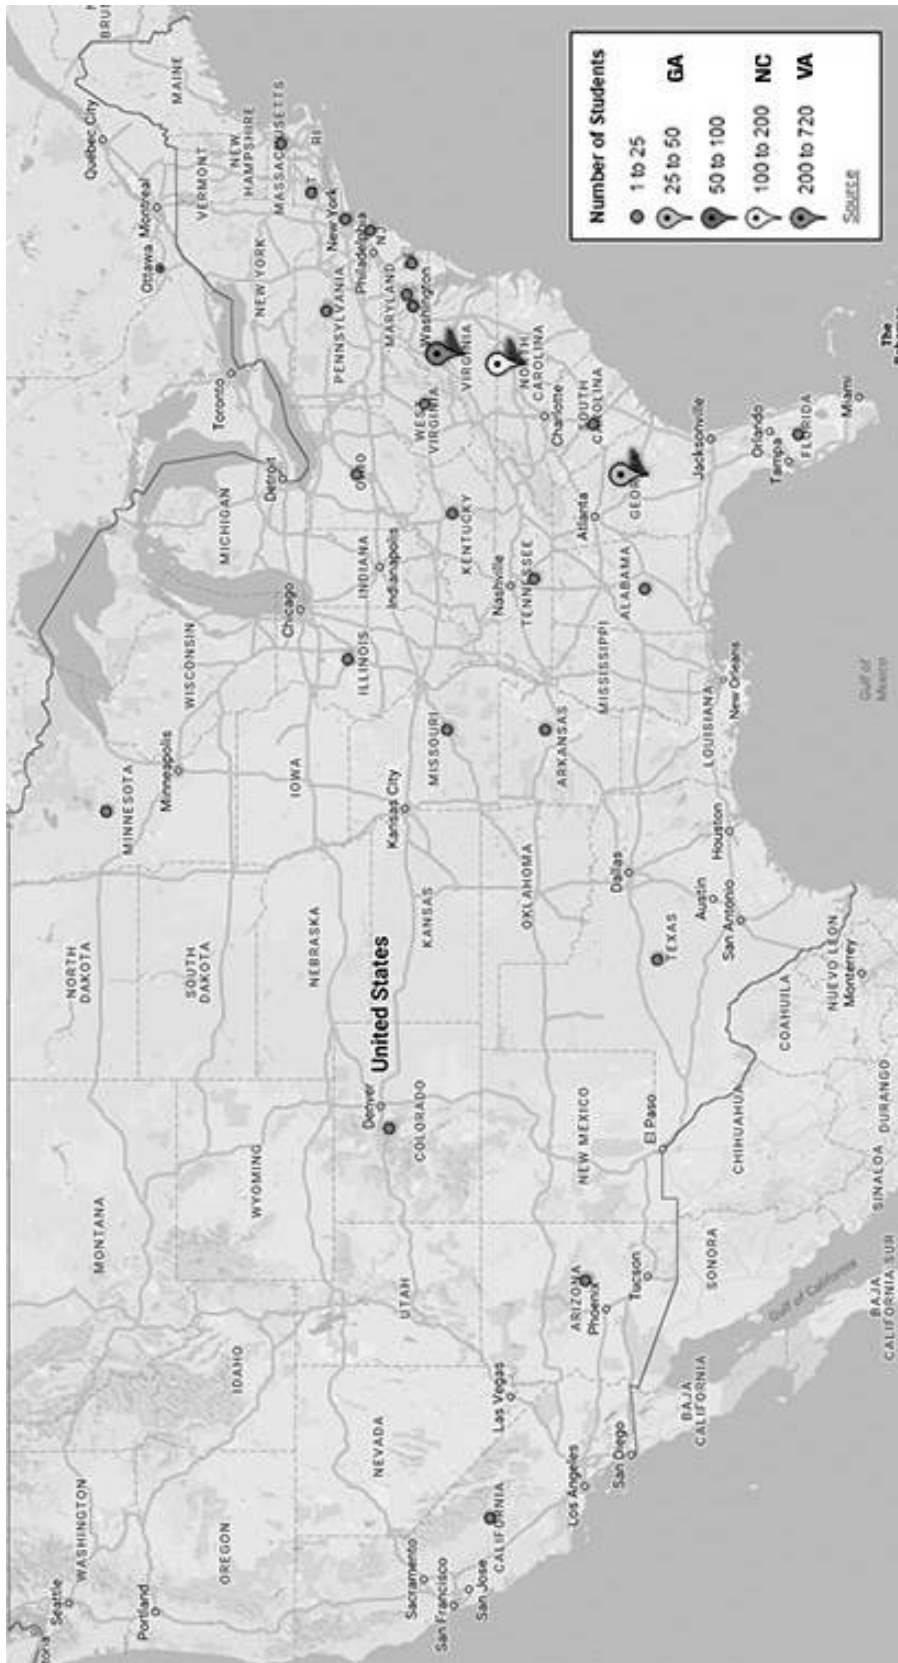 Number of Students
1 to 25
25 to 50 GA
50 to 100
100 to 200 NC
200 to 720 VA
Source
Seattle
WASHINGTON
Portland
OREGON
IDAHO
MONTANA
NORTH
DAKOTA
SOUTH
DAKOTA
MINNESOTA
Minneapolis
WISCONSIN
MICHIGAN
Toronto
Ottawa
Montreal
Québec City
MAINE
VERMONT
NEW
HAMPSHIRE
MASSACHUSETTS
RI
NEW YORK
New York
PENNSYLVANIA
Philadelphia
NJ
MARYLAND
Washington
WEST
VIRGINIA
VIRGINIA
OHIO
Detroit
INDIANA
Indianapolis
Chicago
ILLINOIS
IOWA
NEBRASKA
WYOMING
United States
Denver
COLORADO
UTAH
NEVADA
Sacramento
San Francisco
San Jose
CALIFORNIA
Las Vegas
Los Angeles
San Diego
ARIZONA
Phoenix
Tucson
NEW MEXICO
El Paso
KANSAS
Kansas City
MISSOURI
KENTUCKY
Nashville
TENNESSEE
NORTH
CAROLINA
Charlotte
SOUTH
CAROLINA
Atlanta
GEOR
ALABAMA
MISSISSIPPI
ARKANSAS
OKLAHOMA
Dallas
TEXAS
Austin
San Antonio
Houston
LOUISIANA
New Orleans
Jacksonville
Orlando
Tampa
FLORIDA
Miami
The
Gulf of
Mexico
BAJA
CALIFORNIA
SONORA
CHIHUAHUA
COAHUILA
NUEVO LEON
Monterrey
Gulf of California
BAJA
CALIFORNIA SUR
SINALOA
DURANGO